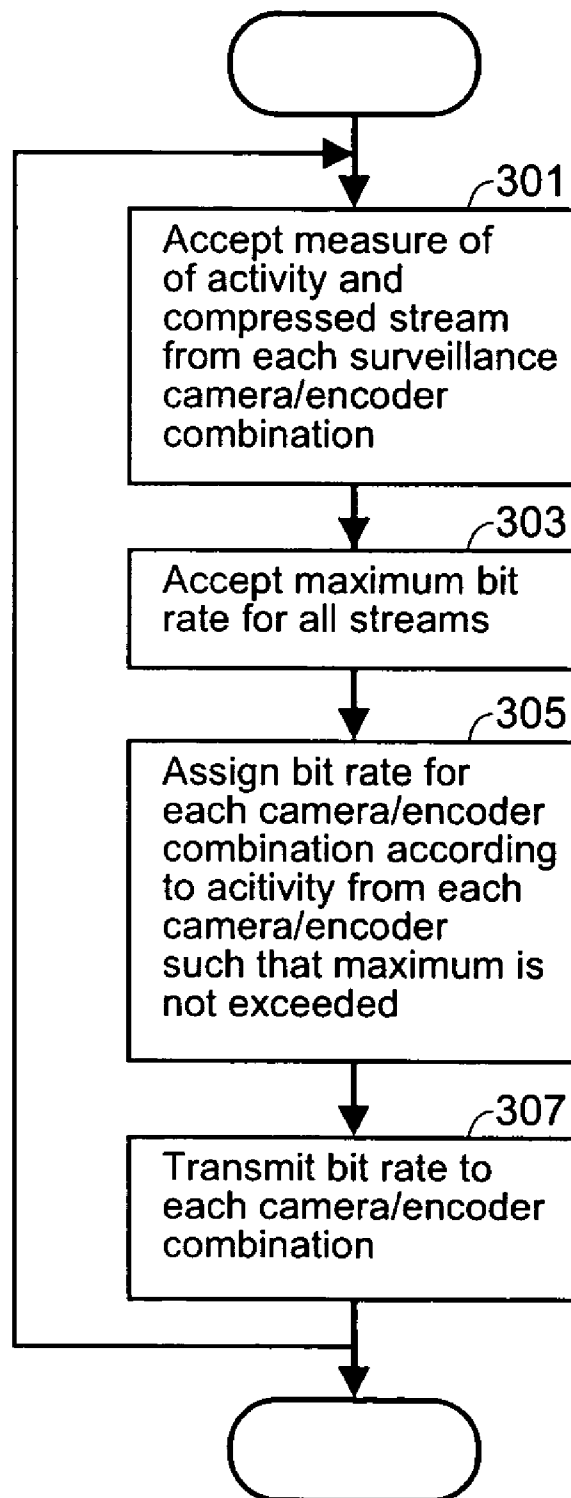 301
Accept measure of
of activity and
compressed stream
from each surveillance
camera/encoder
combination
303
Accept maximum bit
rate for all streams
305
Assign bit rate for
each camera/encoder
combination according
to acitivity from each
camera/encoder
such that maximum is
not exceeded
307
Transmit bit rate to
each camera/encoder
combination